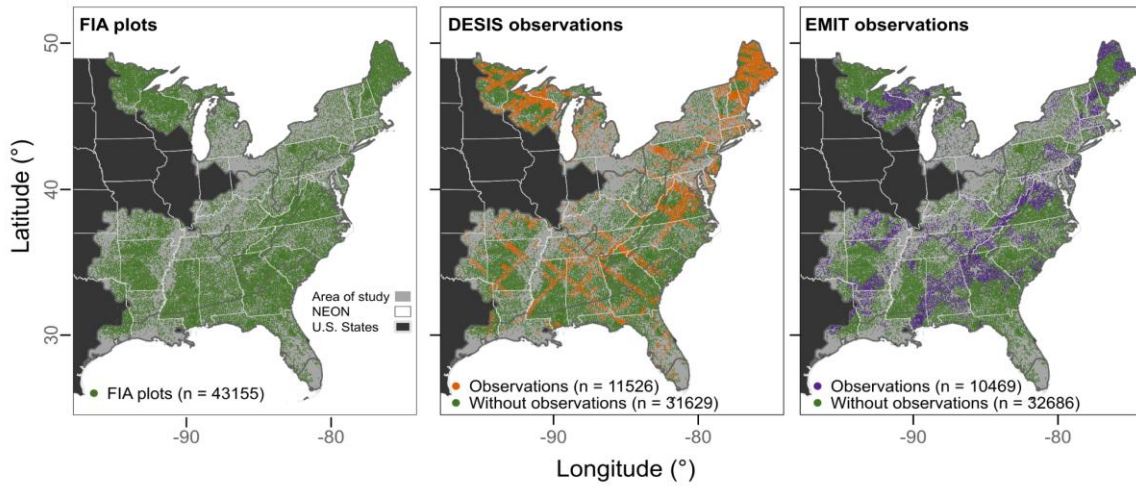 FIA plots
DESIS observations
EMIT observations
Latitude (°)
50
40
30
Area of study
NEON
U.S. States
FIA plots (n = 43155)
Observations (n = 11526)
Without observations (n = 31629)
Observations (n = 10469)
Without observations (n = 32686)
-90 -80 -90 -80 -90 -80
Longitude (°)